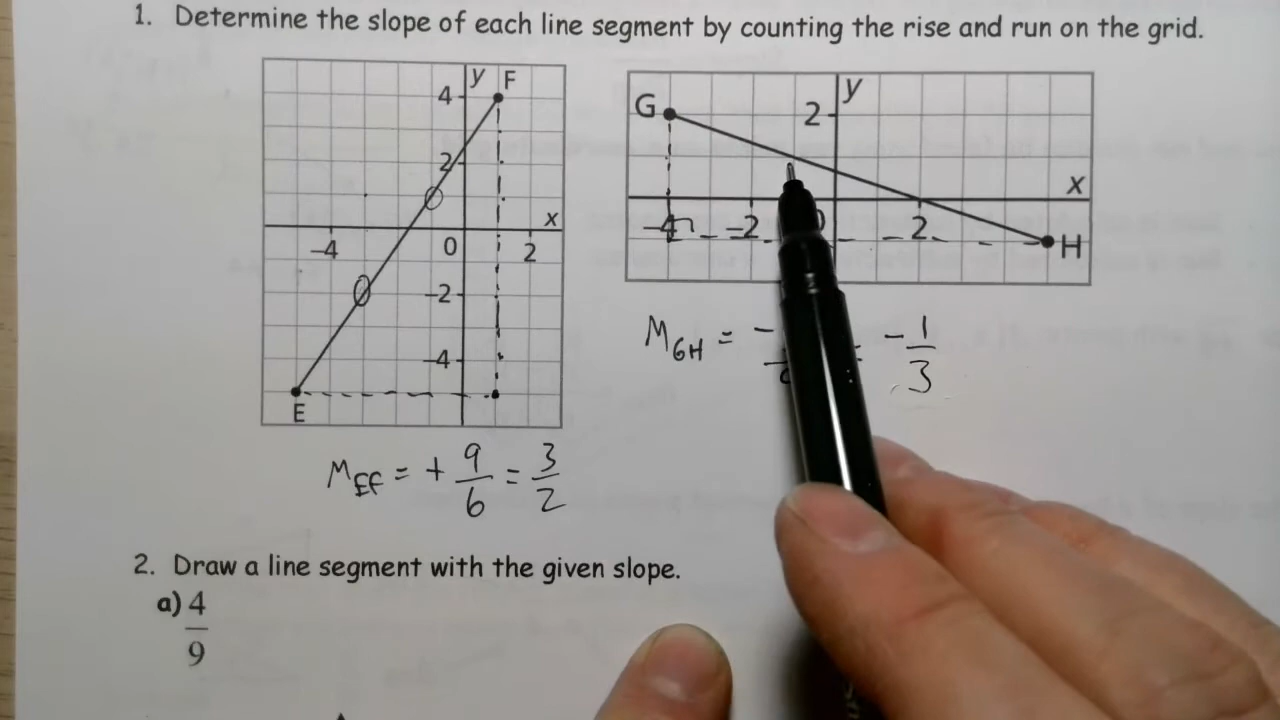 1. Determine the slope of each line segment by counting the rise and run on the grid.
y F
4
2
x
-4 0 2
-2
-4
E
y
G 2
x
-4 -2 0 2
H
M_EF = + 9/6 = 3/2
M_GH = - = - 1/3
2. Draw a line segment with the given slope.
a) 4/9